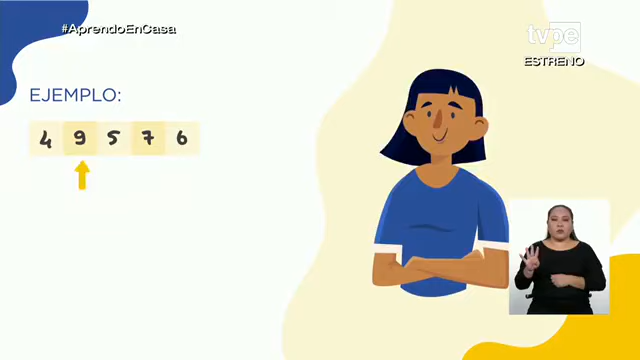 #AprendoEnCasa
tvpe
ESTRENO
EJEMPLO:
4 9 5 7 6